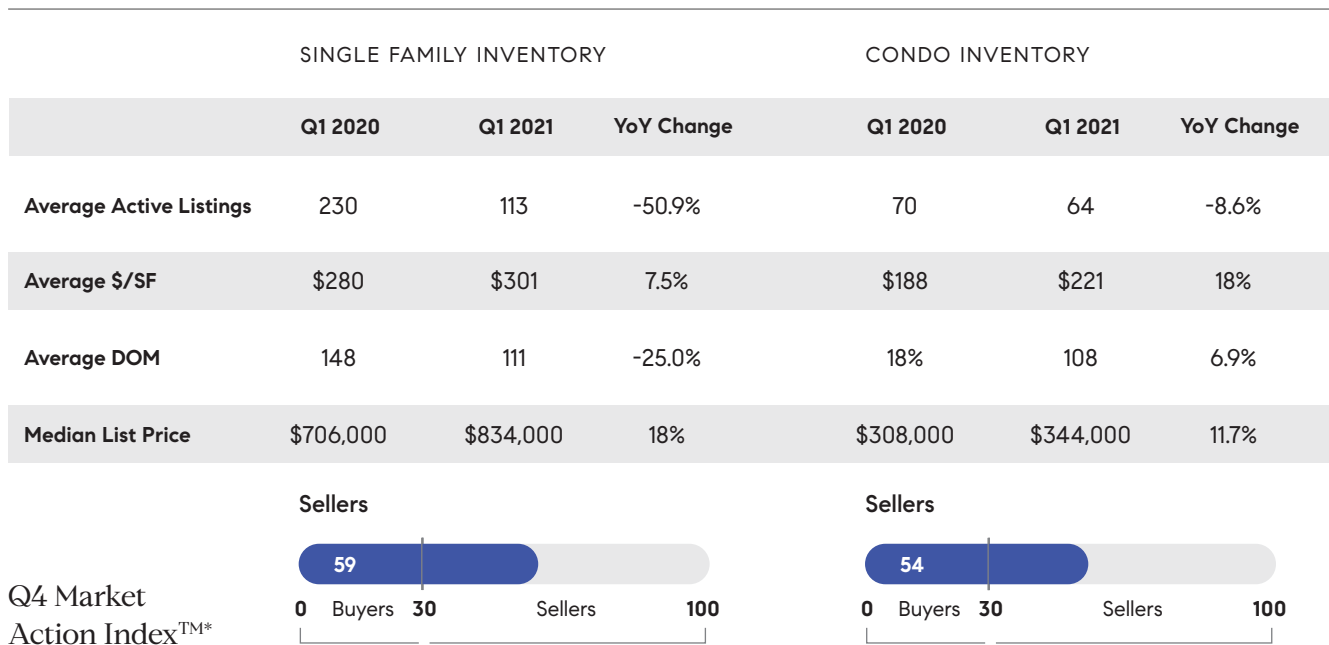 SINGLE FAMILY INVENTORY CONDO INVENTORY
Q1 2020 Q1 2021 YoY Change Q1 2020 Q1 2021 YoY Change
Average Active Listings 230 113 -50.9% 70 64 -8.6%
Average $/SF $280 $301 7.5% $188 $221 18%
Average DOM 148 111 -25.0% 18% 108 6.9%
Median List Price $706,000 $834,000 18% $308,000 $344,000 11.7%
Sellers Sellers
59 54
Q4 Market
Action Index™*
0 Buyers 30 Sellers 100 0 Buyers 30 Sellers 100